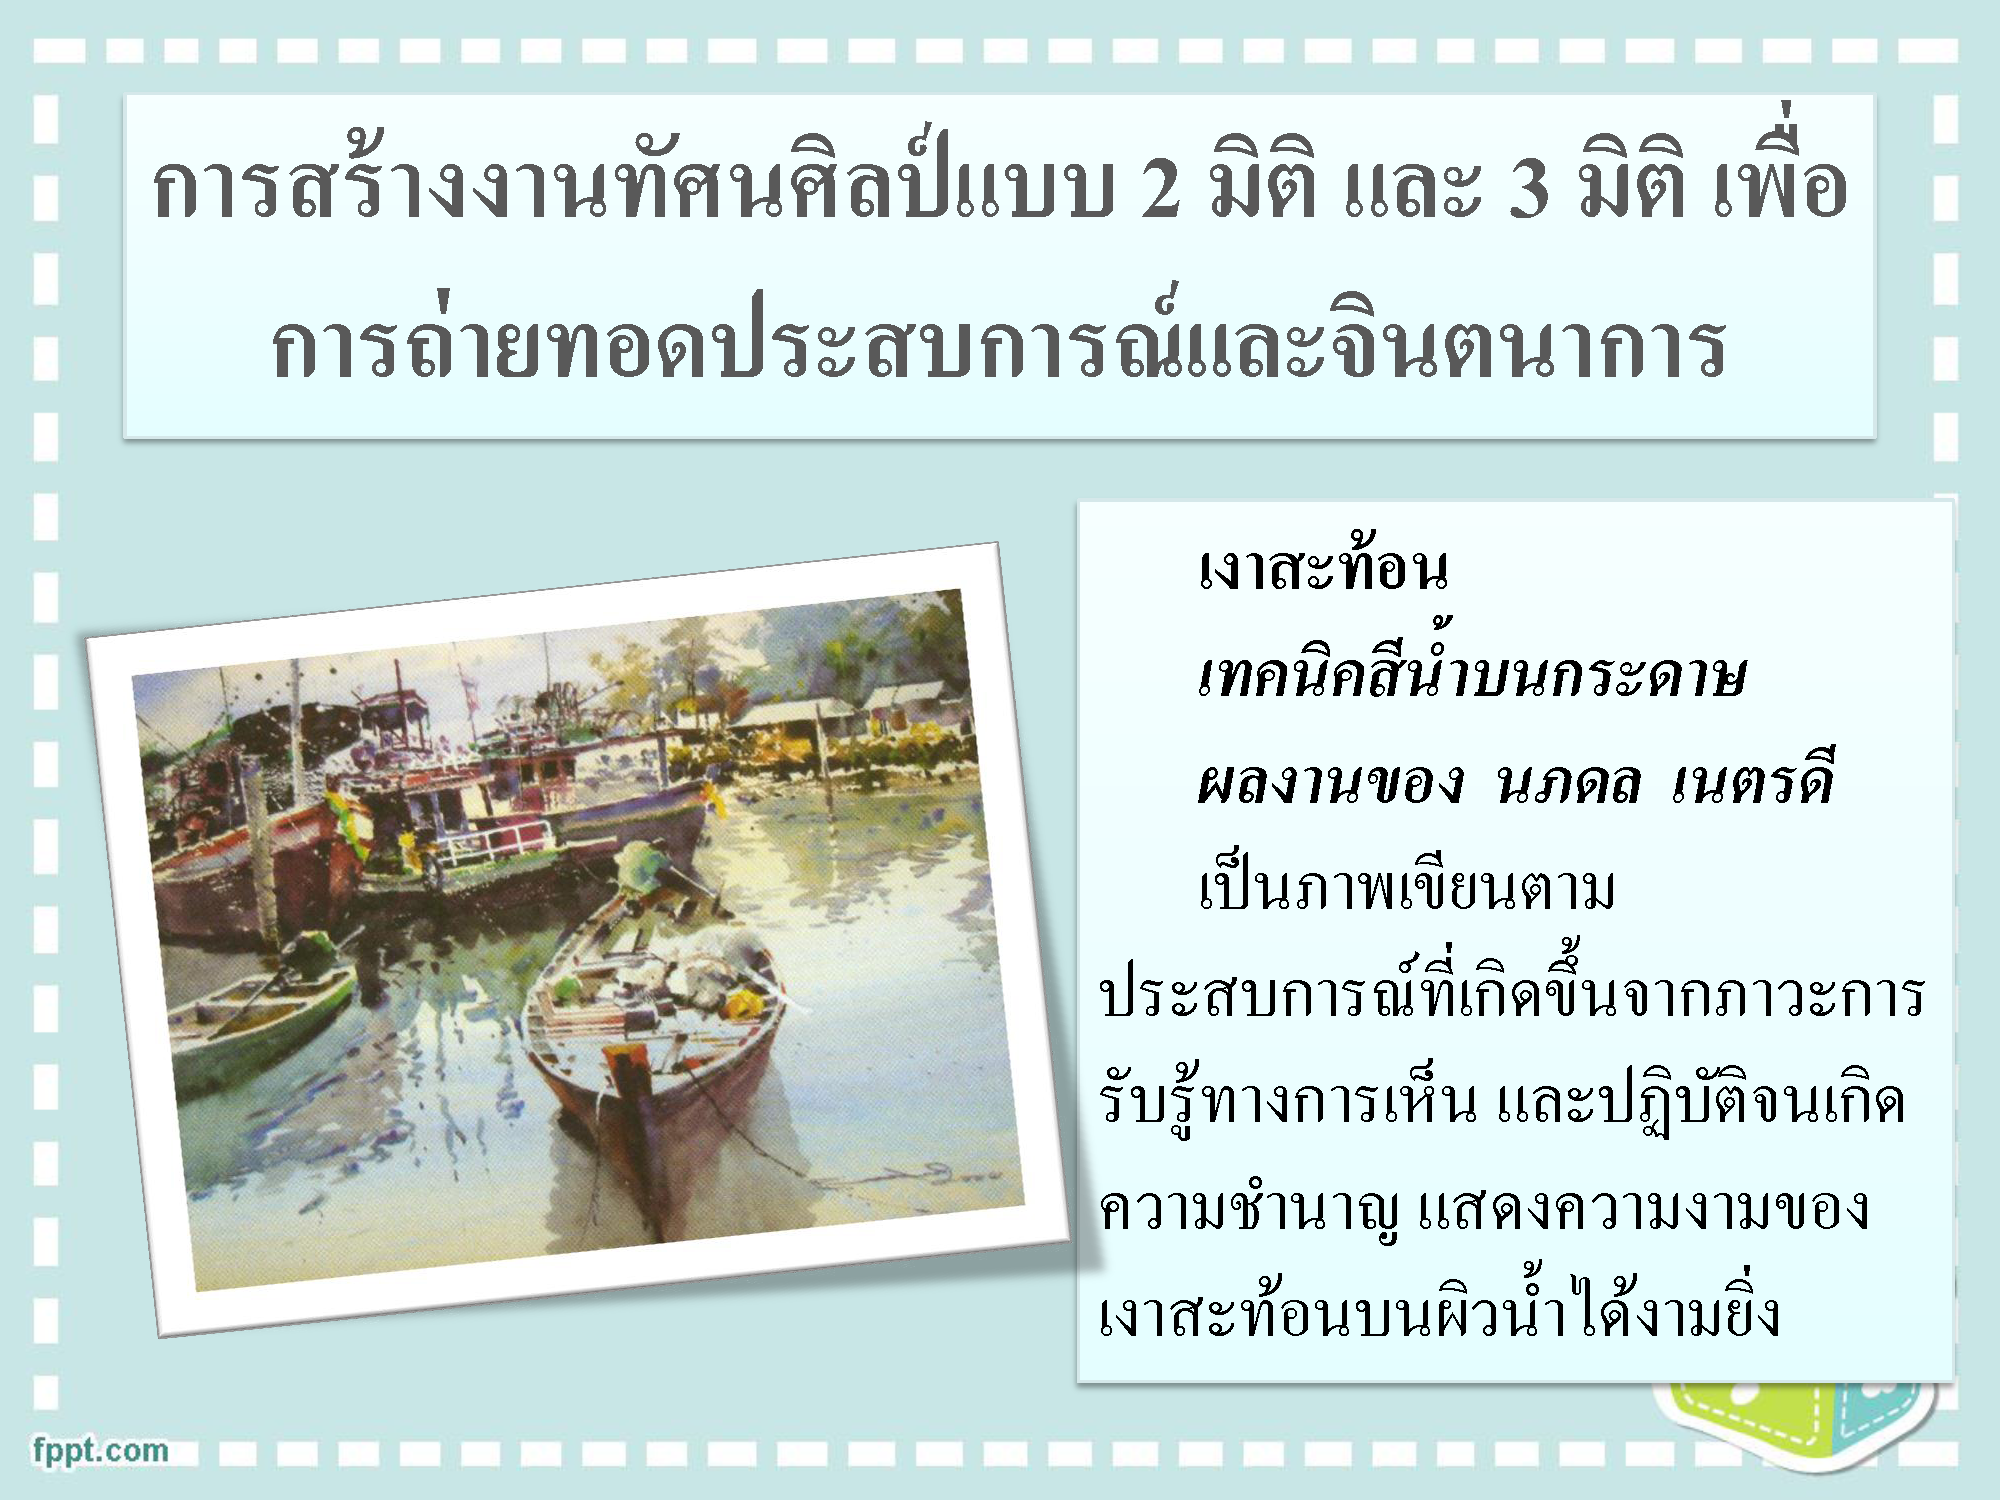 การสร้างงานทัศนศิลป์แบบ 2 มิติ และ 3 มิติ เพื่อ
การถ่ายทอดประสบการณ์และจินตนาการ
เงาสะท้อน
เทคนิคสีน้ำบนกระดาษ
ผลงานของ นภดล เนตรดี
เป็นภาพเขียนตาม
ประสบการณ์ที่เกิดขึ้นจากภาวะการ
รับรู้ทางการเห็น และปฏิบัติจนเกิด
ความชำนาญ แสดงความงามของ
เงาสะท้อนบนผิวน้ำได้งามยิ่ง
fppt.com